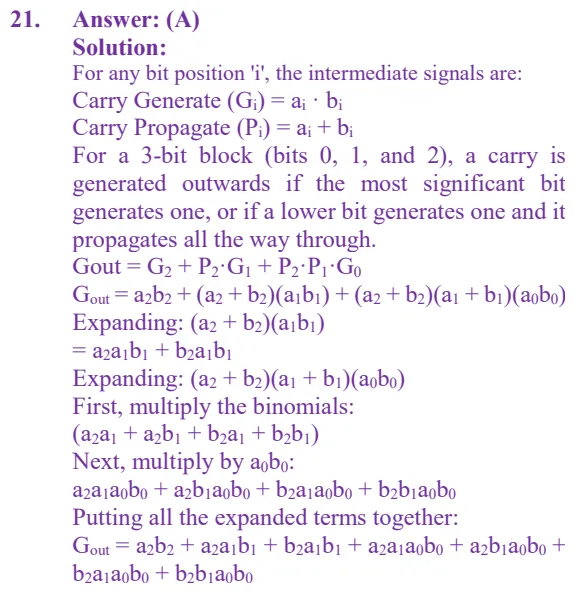 21. Answer: (A)
Solution:
For any bit position 'i', the intermediate signals are:
Carry Generate (Gᵢ) = aᵢ · bᵢ
Carry Propagate (Pᵢ) = aᵢ + bᵢ
For a 3-bit block (bits 0, 1, and 2), a carry is
generated outwards if the most significant bit
generates one, or if a lower bit generates one and it
propagates all the way through.
Gout = G₂ + P₂·G₁ + P₂·P₁·G₀
Gₒᵤₜ = a₂b₂ + (a₂ + b₂)(a₁b₁) + (a₂ + b₂)(a₁ + b₁)(a₀b₀)
Expanding: (a₂ + b₂)(a₁b₁)
= a₂a₁b₁ + b₂a₁b₁
Expanding: (a₂ + b₂)(a₁ + b₁)(a₀b₀)
First, multiply the binomials:
(a₂a₁ + a₂b₁ + b₂a₁ + b₂b₁)
Next, multiply by a₀b₀:
a₂a₁a₀b₀ + a₂b₁a₀b₀ + b₂a₁a₀b₀ + b₂b₁a₀b₀
Putting all the expanded terms together:
Gₒᵤₜ = a₂b₂ + a₂a₁b₁ + b₂a₁b₁ + a₂a₁a₀b₀ + a₂b₁a₀b₀ +
b₂a₁a₀b₀ + b₂b₁a₀b₀